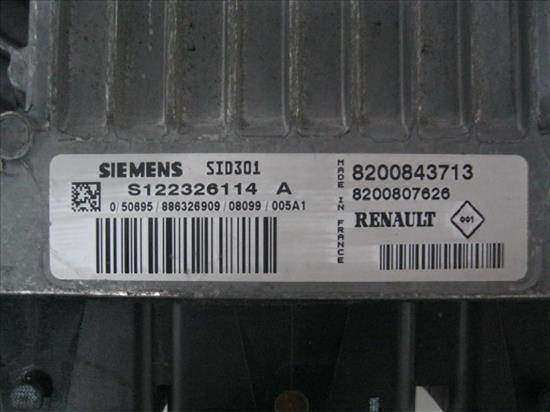 SIEMENS SID301
S122326114 A
0/50695/886326909/08099/005A1
MADE IN FRANCE
8200843713
8200807626
RENAULT 001